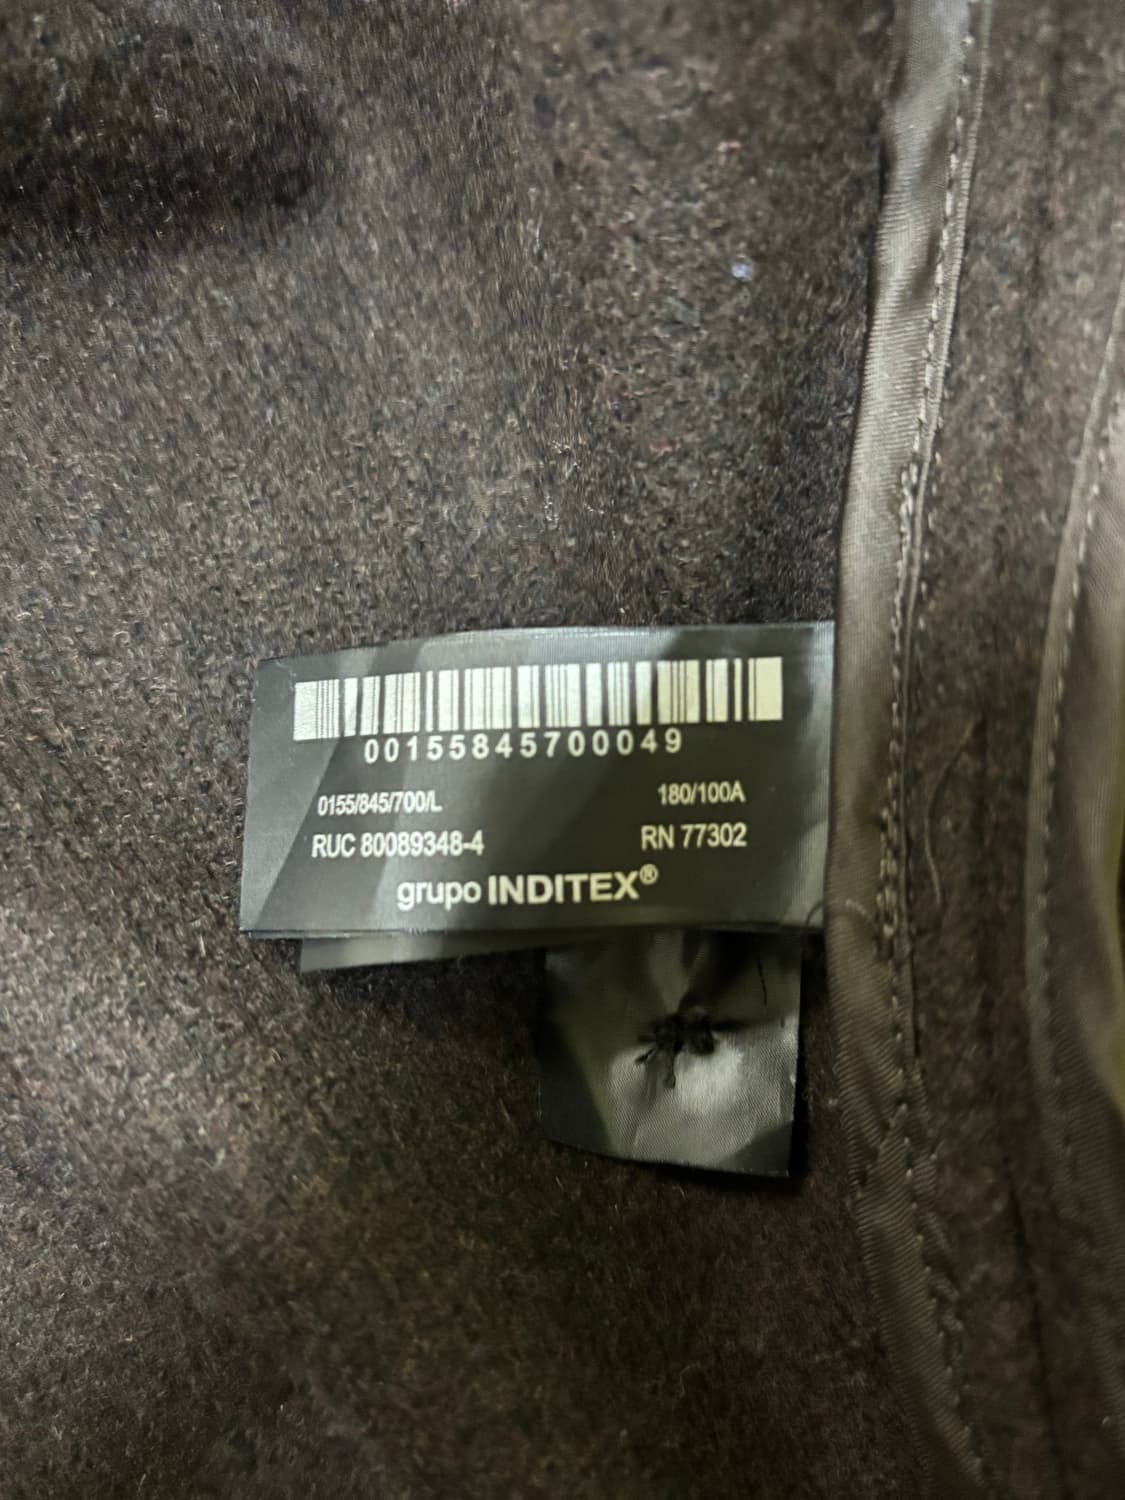 00155845700049
0155/845/700/L 180/100A
RUC 80089348-4 RN 77302
grupo INDITEX®